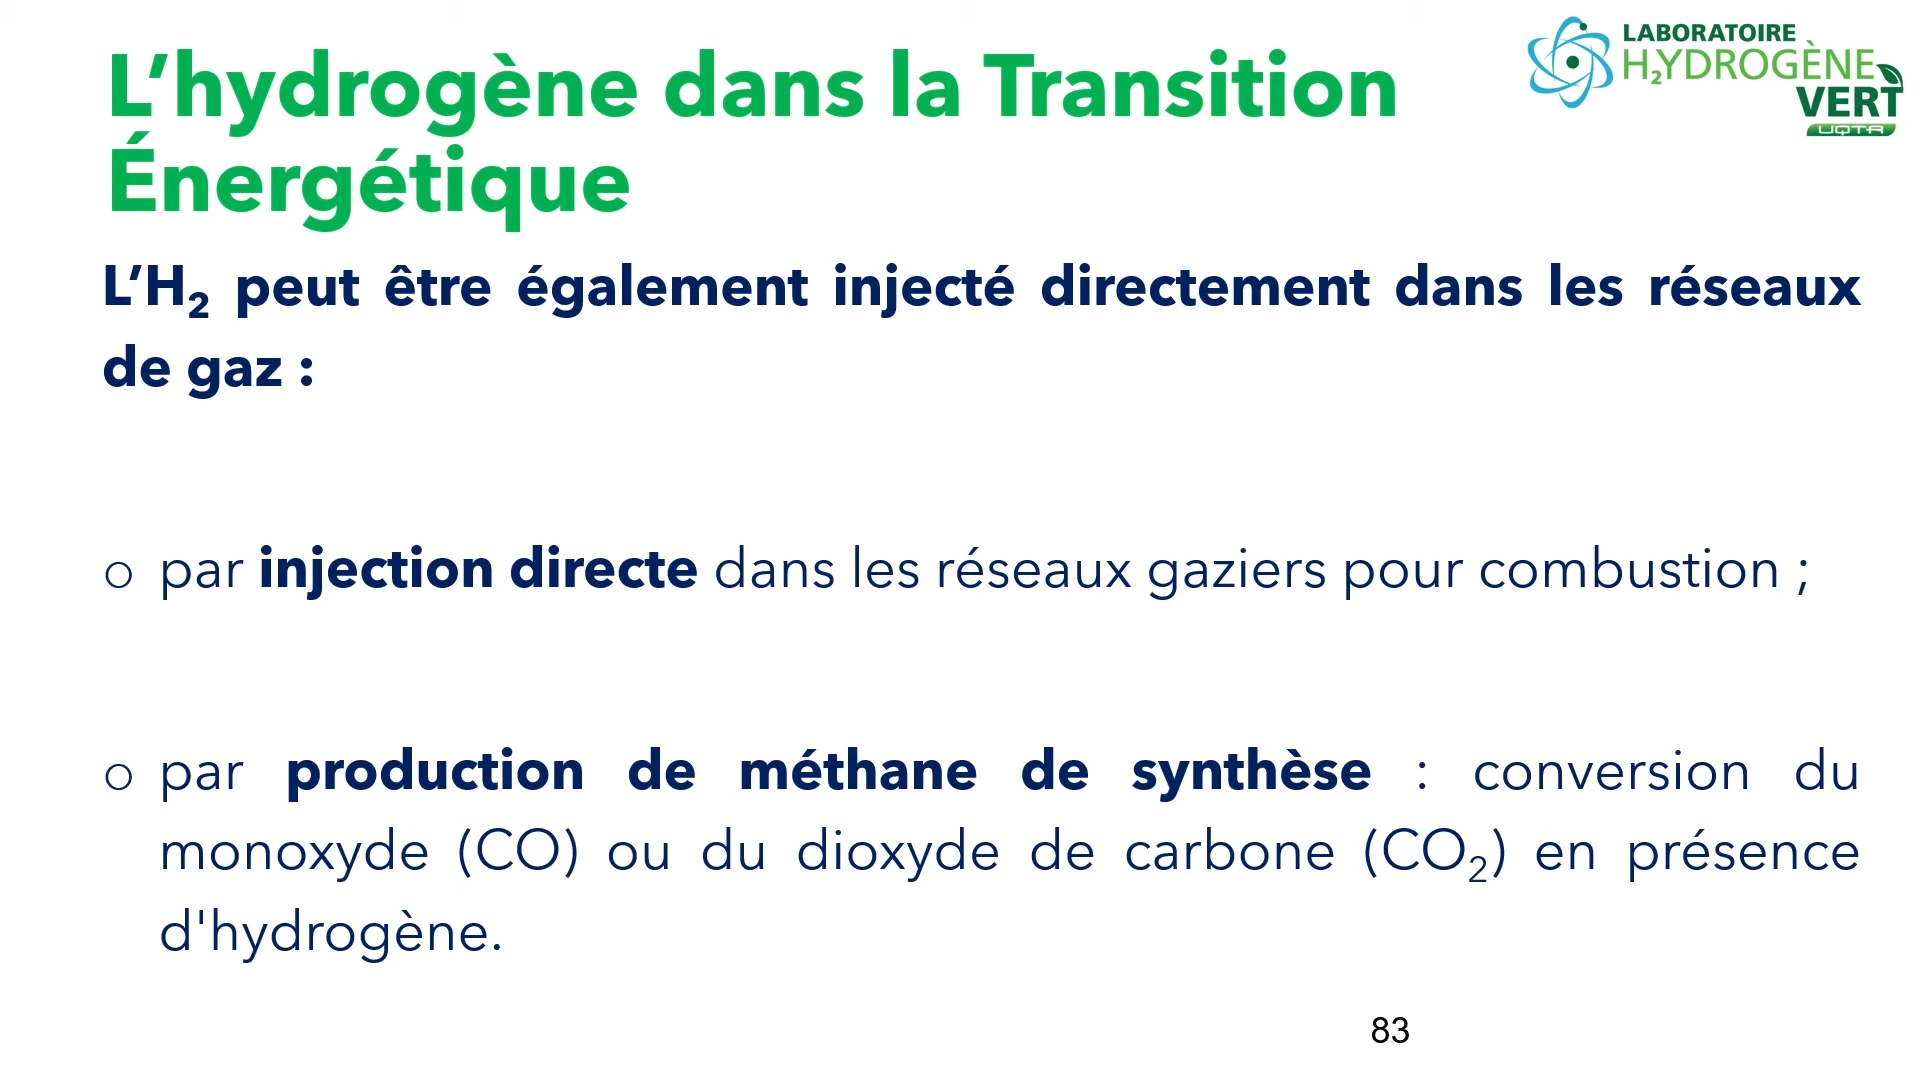 L’hydrogène dans la Transition
Énergétique
LABORATOIRE
H₂YDROGÈNE
VERT
UQTR
L’H₂ peut être également injecté directement dans les réseaux
de gaz :
o par injection directe dans les réseaux gaziers pour combustion ;
o par production de méthane de synthèse : conversion du
monoxyde (CO) ou du dioxyde de carbone (CO₂) en présence
d'hydrogène.
83